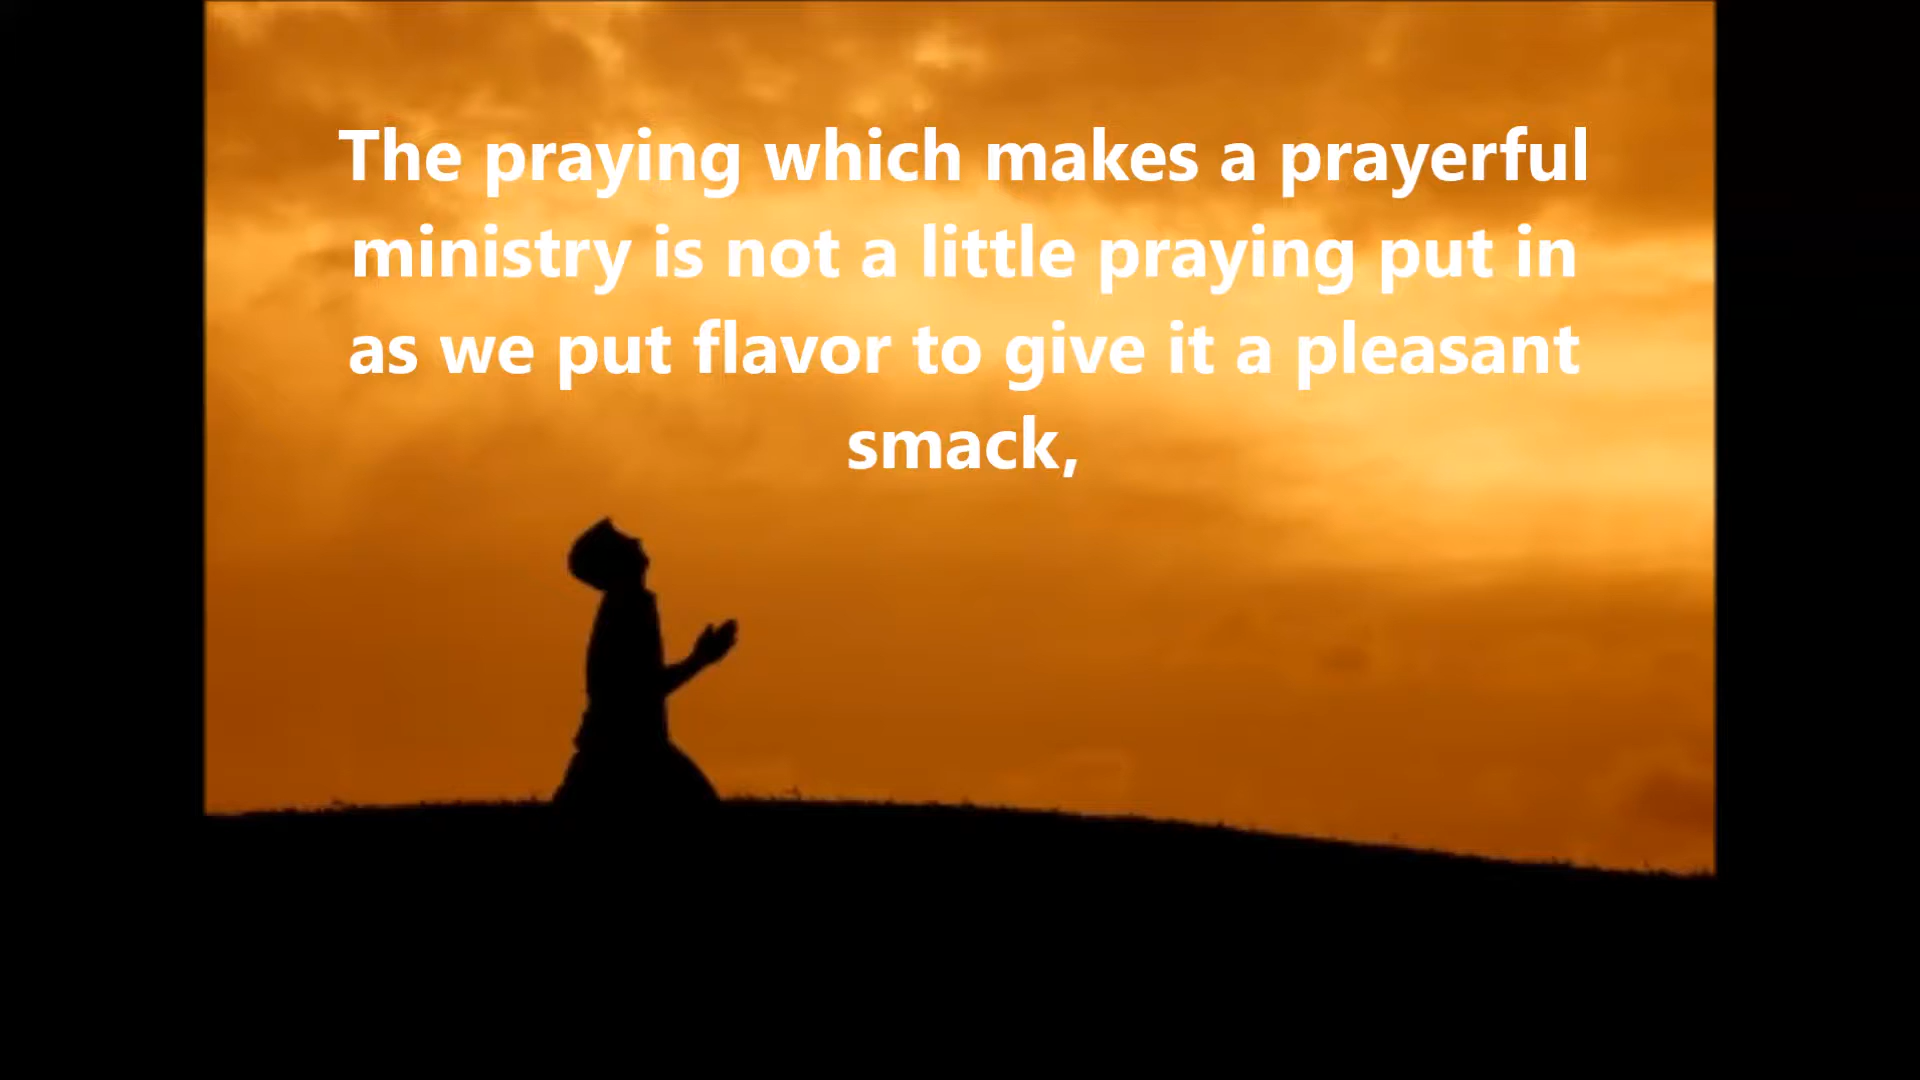 The praying which makes a prayerful
ministry is not a little praying put in
as we put flavor to give it a pleasant
smack,